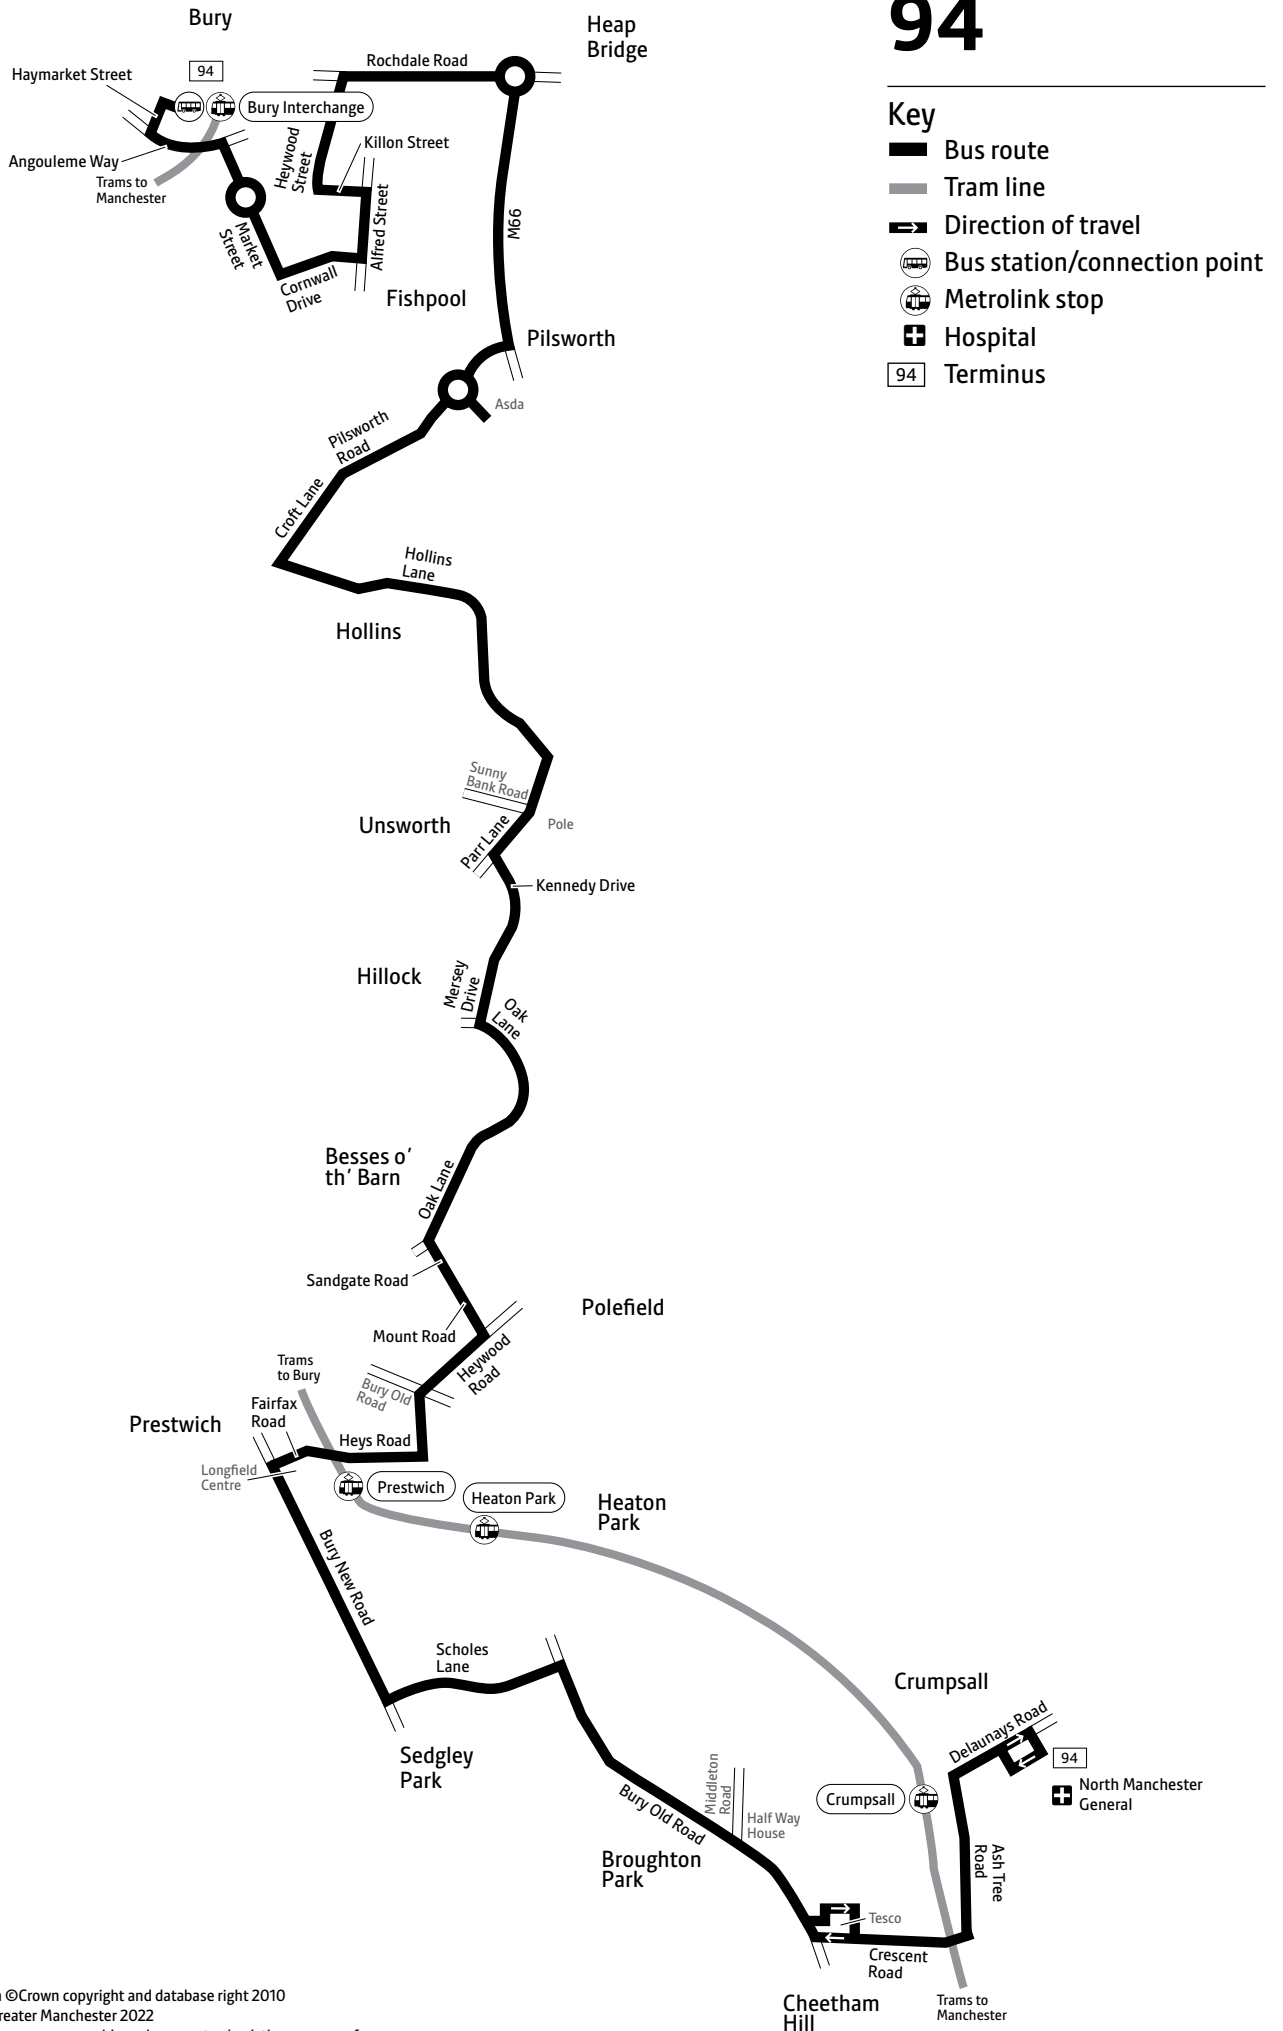 Bury
Heap
Bridge
94
Haymarket Street
94
Rochdale Road
Bury Interchange
Angouleme Way
Trams to
Manchester
Heywood
Street
Killon Street
Alfred Street
M66
Market
Street
Cornwall
Drive
Fishpool
Key
Bus route
Tram line
Direction of travel
Bus station/connection point
Metrolink stop
Hospital
94
Terminus
Pilsworth
Asda
Pilsworth
Road
Croft Lane
Hollins
Lane
Hollins
Sunny
Bank Road
Unsworth
Parr Lane
Pole
Kennedy Drive
Hillock
Mersey
Drive
Oak
Lane
Besses o'
th' Barn
Oak Lane
Sandgate Road
Polefield
Mount Road
Heywood
Road
Trams
to Bury
Bury Old
Road
Fairfax
Road
Prestwich
Heys Road
Longfield
Centre
Prestwich
Heaton Park
Heaton
Park
Bury New Road
Scholes
Lane
Sedgley
Park
Crumpsall
Delaunays Road
94
North Manchester
General
Crumpsall
Middleton
Road
Half Way
House
Bury Old Road
Broughton
Park
Ash Tree
Road
Tesco
Crescent
Road
Cheetham
Hill
Trams to
Manchester
©Crown copyright and database right 2010
reater Manchester 2022